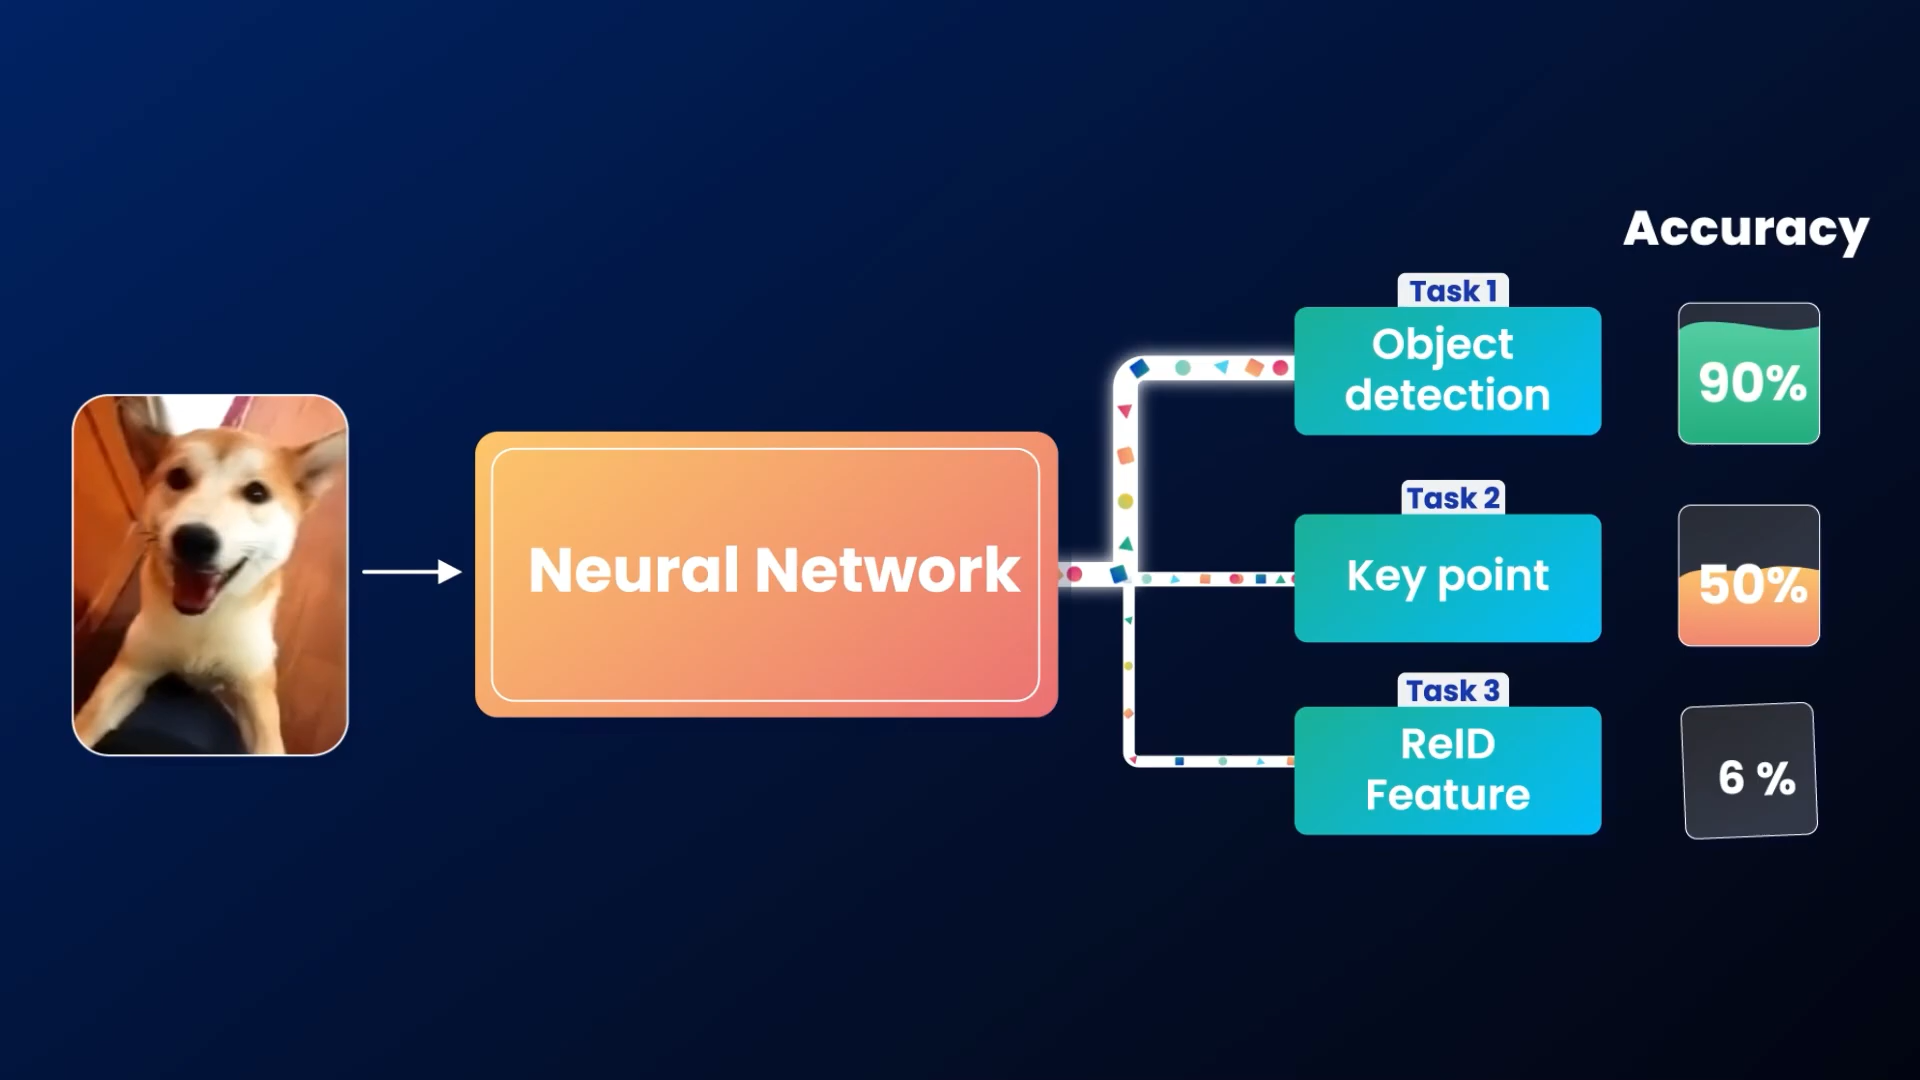 Accuracy
Task 1
Object
detection
90%
Task 2
Key point
50%
Task 3
ReID
Feature
6 %
Neural Network